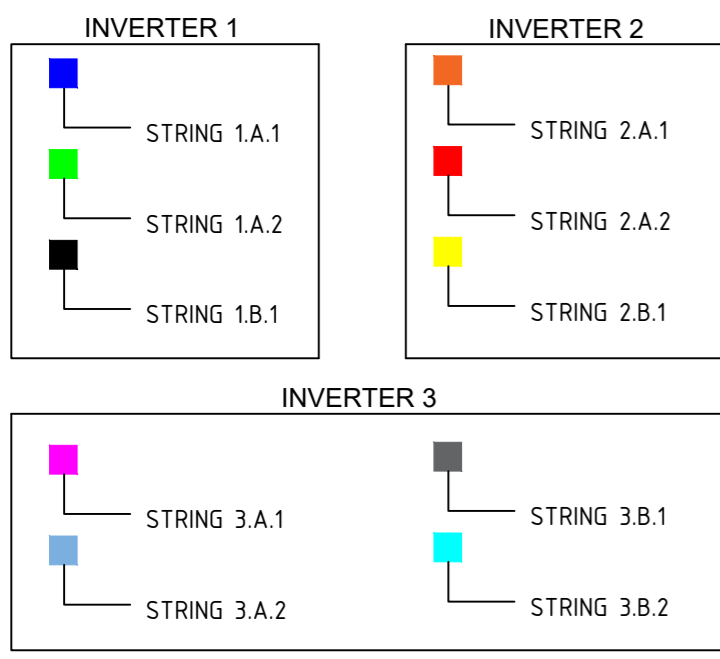 INVERTER 1
STRING 1.A.1
STRING 1.A.2
STRING 1.B.1
INVERTER 2
STRING 2.A.1
STRING 2.A.2
STRING 2.B.1
INVERTER 3
STRING 3.A.1
STRING 3.A.2
STRING 3.B.1
STRING 3.B.2